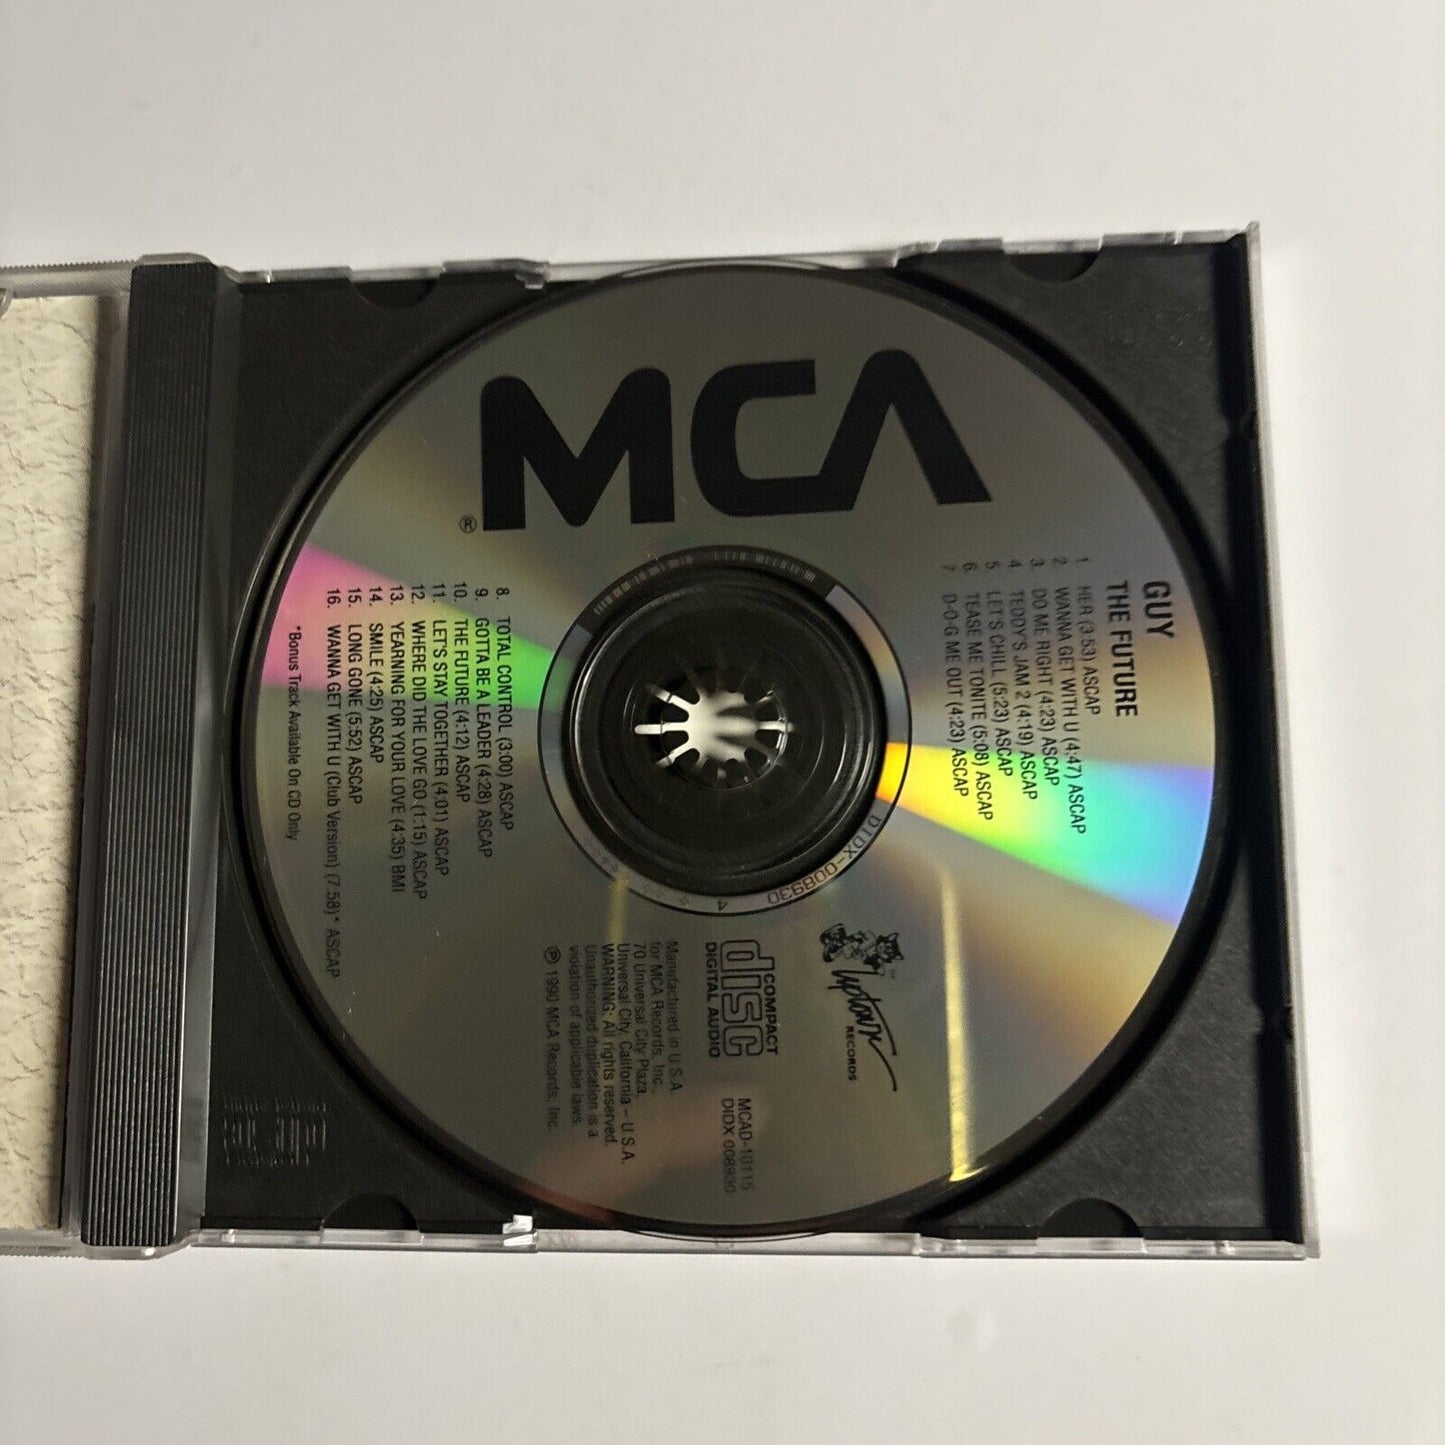 MCA®
GUY
THE FUTURE
1. HER (3:53) ASCAP
2. WANNA GET WITH U (4:47) ASCAP
3. DO ME RIGHT (4:23) ASCAP
4. TEDDY'S JAM 2 (4:19) ASCAP
5. LET'S CHILL (5:23) ASCAP
6. TEASE ME TONITE (5:08) ASCAP
7. D-O-G ME OUT (4:23) ASCAP
8. TOTAL CONTROL (3:00) ASCAP
9. GOTTA BE A LEADER (4:28) ASCAP
10. THE FUTURE (4:12) ASCAP
11. LET'S STAY TOGETHER (4:01) ASCAP
12. WHERE DID THE LOVE GO (1:15) ASCAP
13. YEARNING FOR YOUR LOVE (4:35) BMI
14. SMILE (4:25) ASCAP
15. LONG GONE (5:52) ASCAP
16. WANNA GET WITH U (Club Version) (7:58)* ASCAP
*Bonus Track Available On CD Only
Uptown
RECORDS
MCAD-10115
DIDX 008930
COMPACT
disc
DIGITAL AUDIO
Manufactured in U.S.A.
for MCA Records, Inc.,
70 Universal City Plaza,
Universal City, California – U.S.A.
WARNING: All rights reserved.
Unauthorized duplication is a
violation of applicable laws.
℗ 1990 MCA Records, Inc.
DIDX-008930